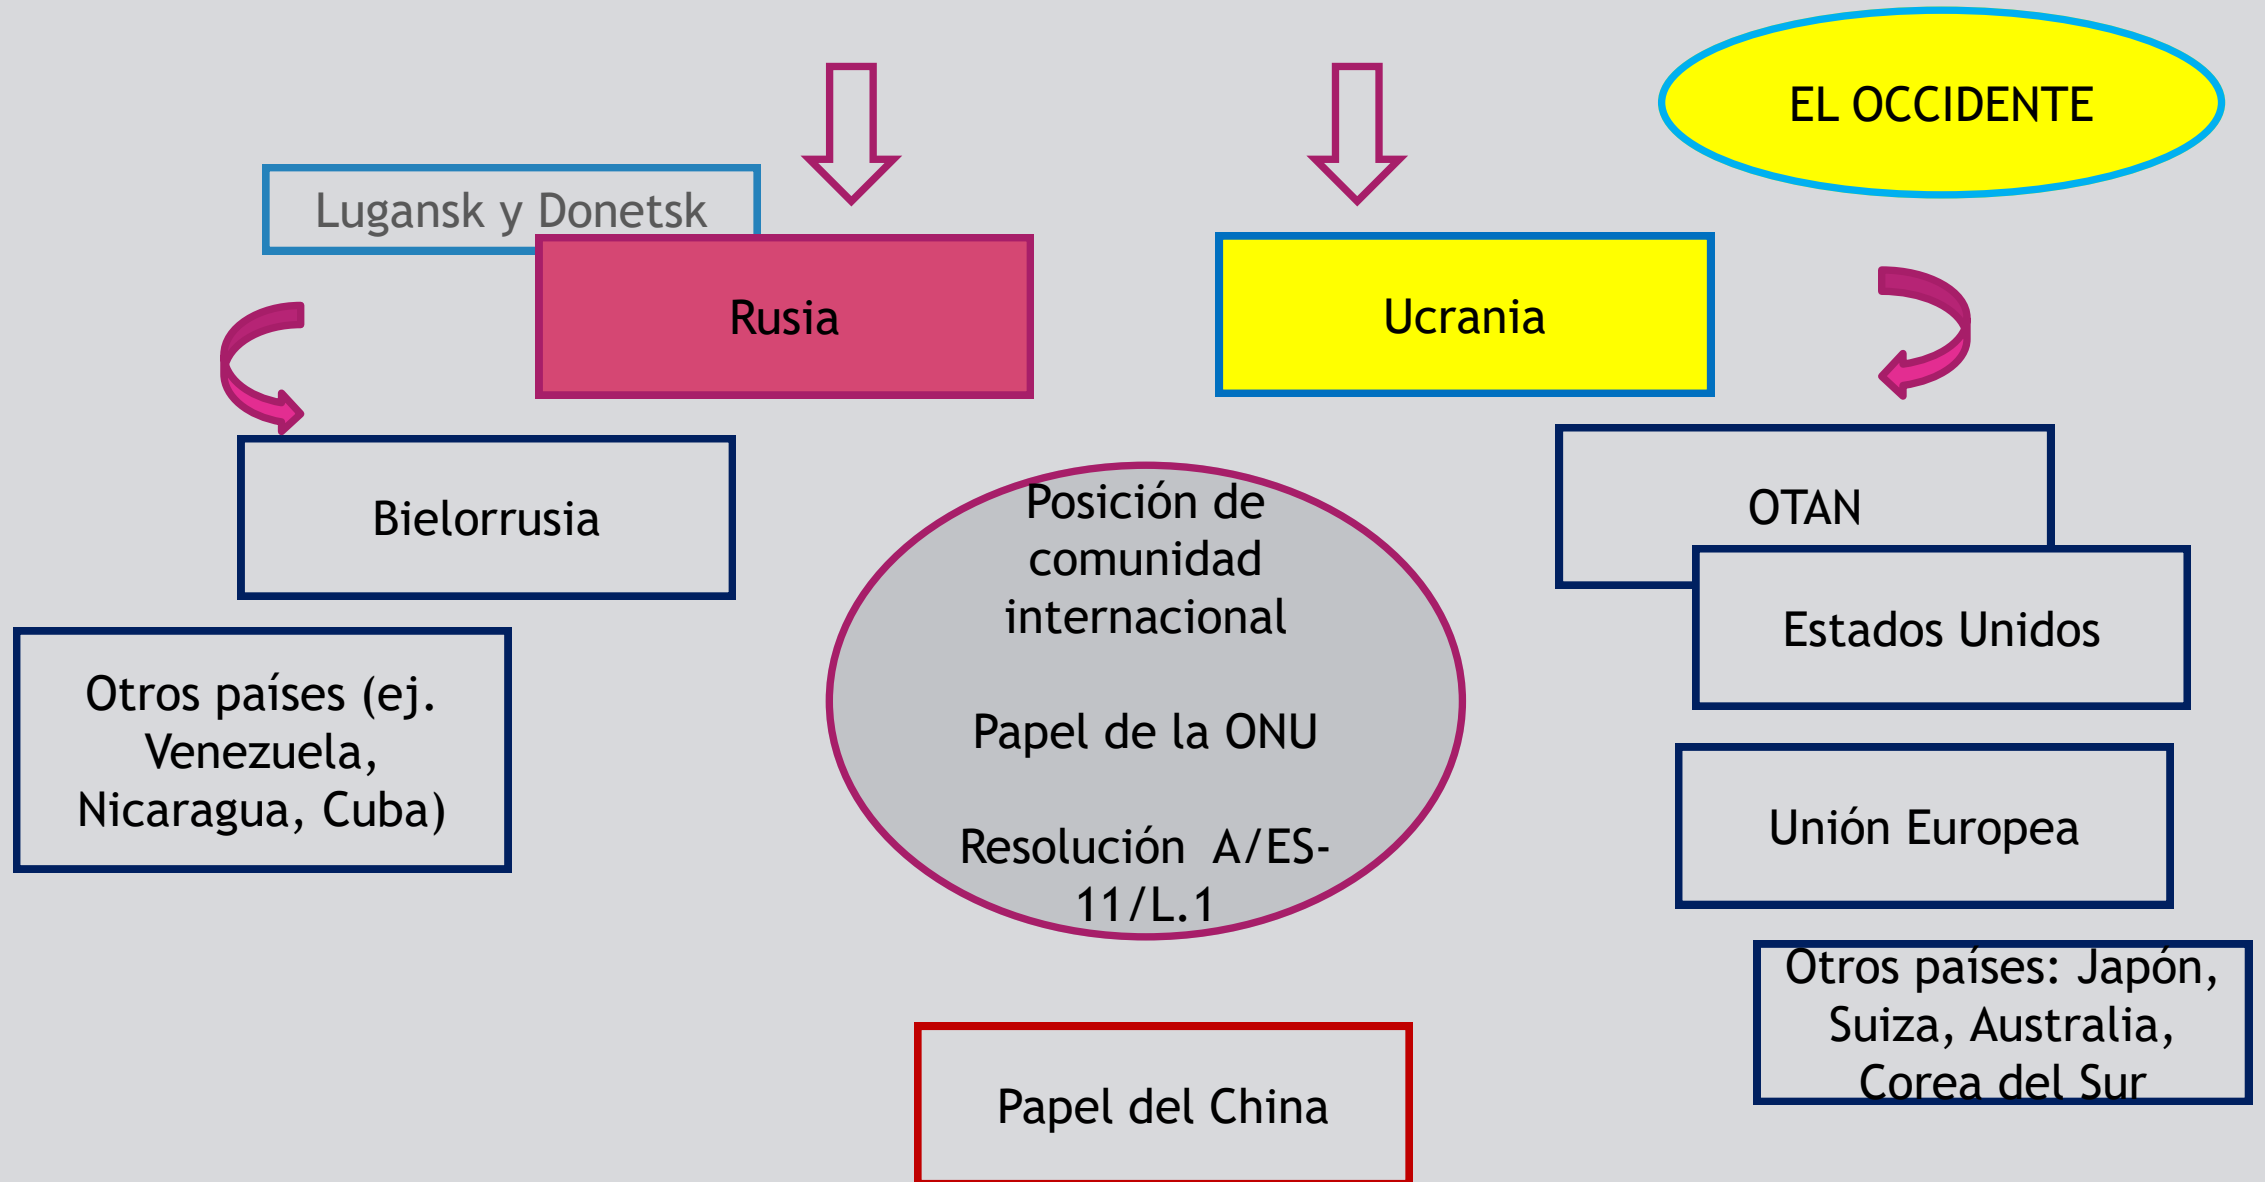 EL OCCIDENTE
Lugansk y Donetsk
Rusia
Ucrania
Bielorrusia
OTAN
Posición de
comunidad
internacional
Papel de la ONU
Resolución A/ES-
11/L.1
Estados Unidos
Otros países (ej.
Venezuela,
Nicaragua, Cuba)
Unión Europea
Otros países: Japón,
Suiza, Australia,
Corea del Sur
Papel del China